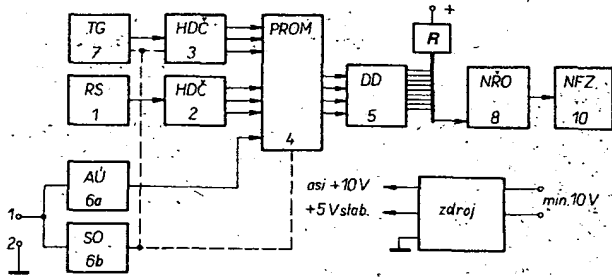 TG
7
HDČ
3
PROM
4
R
+
RS
1
HDČ
2
DD
5
NŘO
8
NFZ
10
AÚ
6a
SO
6b
1
2
asi +10V
+5V slab.
zdroj
min.10V